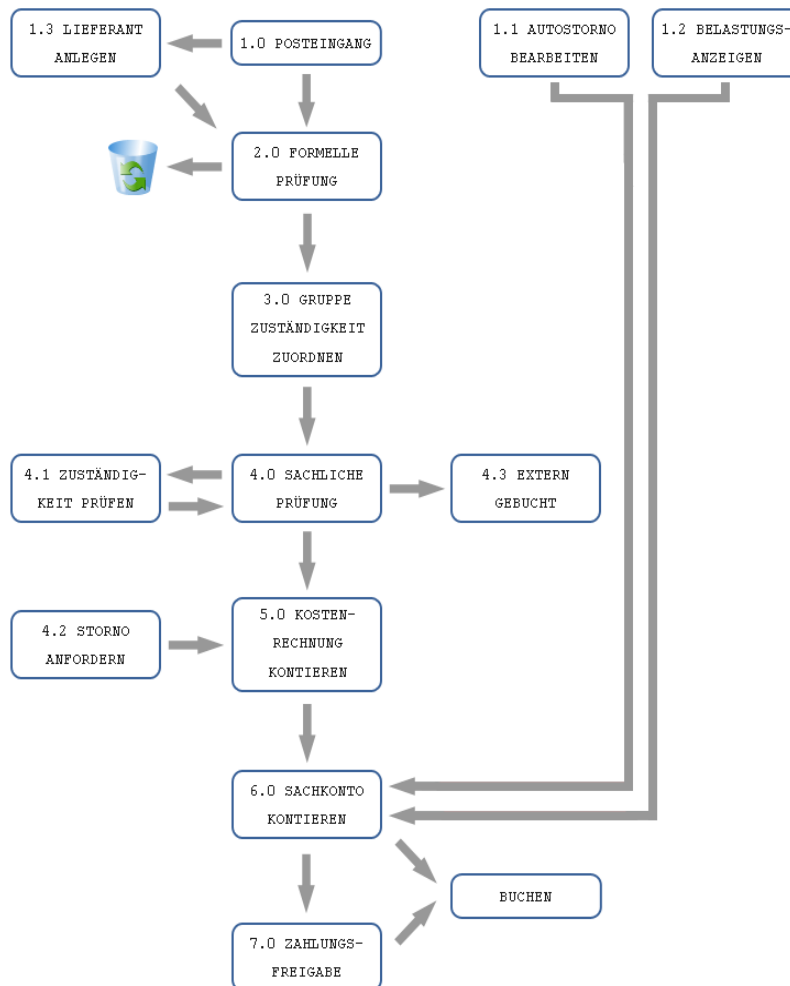 1.3 LIEFERANT
ANLEGEN
1.0 POSTEINGANG
1.1 AUTOSTORNO
BEARBEITEN
1.2 BELASTUNGS-
ANZEIGEN
2.0 FORMELLE
PRÜFUNG
3.0 GRUPPE
ZUSTÄNDIGKEIT
ZUORDNEN
4.1 ZUSTÄNDIG-
KEIT PRÜFEN
4.0 SACHLICHE
PRÜFUNG
4.3 EXTERN
GEBUCHT
4.2 STORNO
ANFORDERN
5.0 KOSTEN-
RECHNUNG
KONTIEREN
6.0 SACHKONTO
KONTIEREN
BUCHEN
7.0 ZAHLUNGS-
FREIGABE